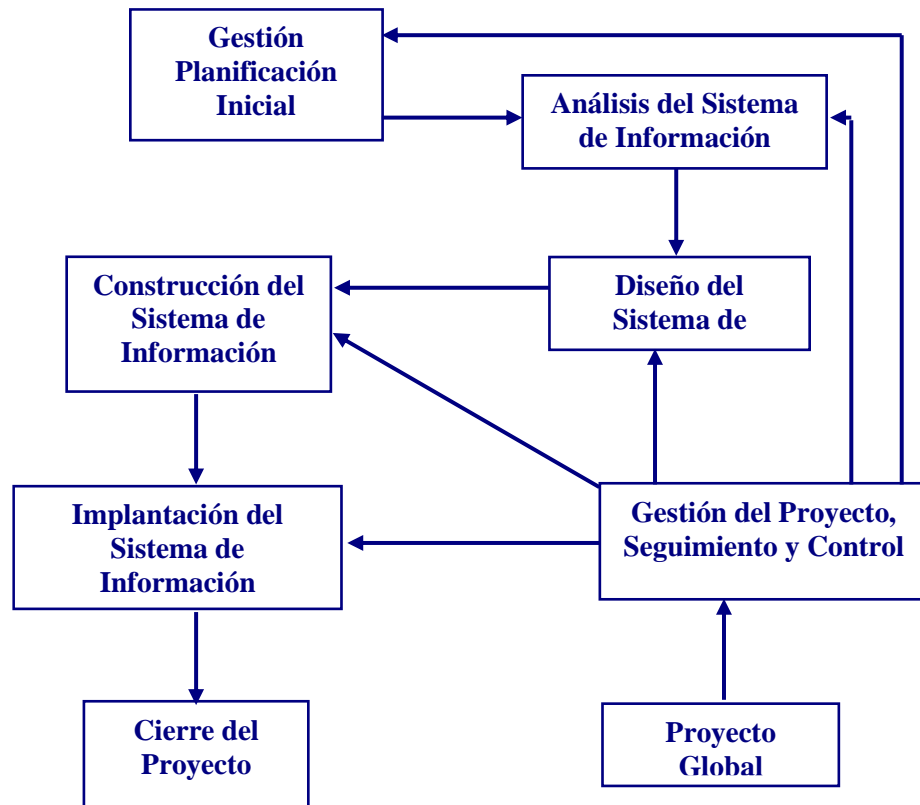 Gestión
Planificación
Inicial
Análisis del Sistema
de Información
Construcción del
Sistema de
Información
Diseño del
Sistema de
Implantación del
Sistema de
Información
Gestión del Proyecto,
Seguimiento y Control
Cierre del
Proyecto
Proyecto
Global